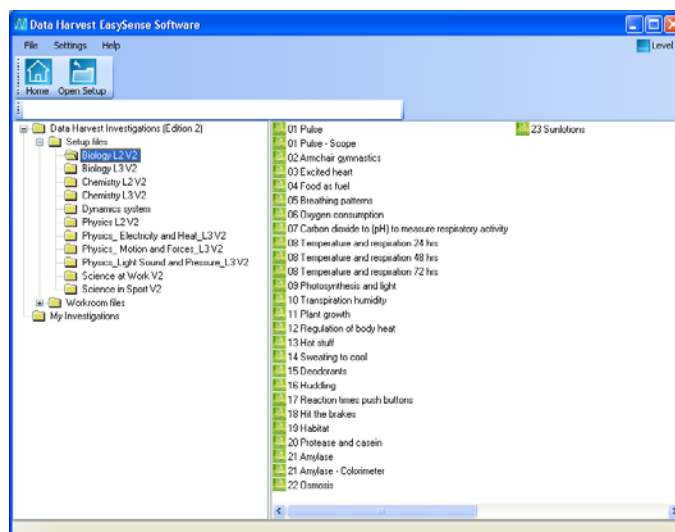 Data Harvest EasySense Software
File Settings Help
Level
Home Open Setup
Data Harvest Investigations (Edition 2)
Setup files
Biology L2 V2
Biology L3 V2
Chemistry L2 V2
Chemistry L3 V2
Dynamics system
Physics L2 V2
Physics_ Electricity and Heat_L3 V2
Physics_ Motion and Forces_L3 V2
Physics_Light Sound and Pressure_L3 V2
Science at Work V2
Science in Sport V2
Workroom files
My Investigations
01 Pulse
01 Pulse - Scope
02 Armchair gymnastics
03 Excited heart
04 Food as fuel
05 Breathing patterns
06 Oxygen consumption
07 Carbon dioxide to (pH) to measure respiratory activity
08 Temperature and respiration 24 hrs
08 Temperature and respiration 48 hrs
08 Temperature and respiration 72 hrs
09 Photosynthesis and light
10 Transpiration humidity
11 Plant growth
12 Regulation of body heat
13 Hot stuff
14 Sweating to cool
15 Deodorants
16 Huddling
17 Reaction times push buttons
18 Hit the brakes
19 Habitat
20 Protease and casein
21 Amylase
21 Amylase - Colorimeter
22 Osmosis
23 Sunlotions